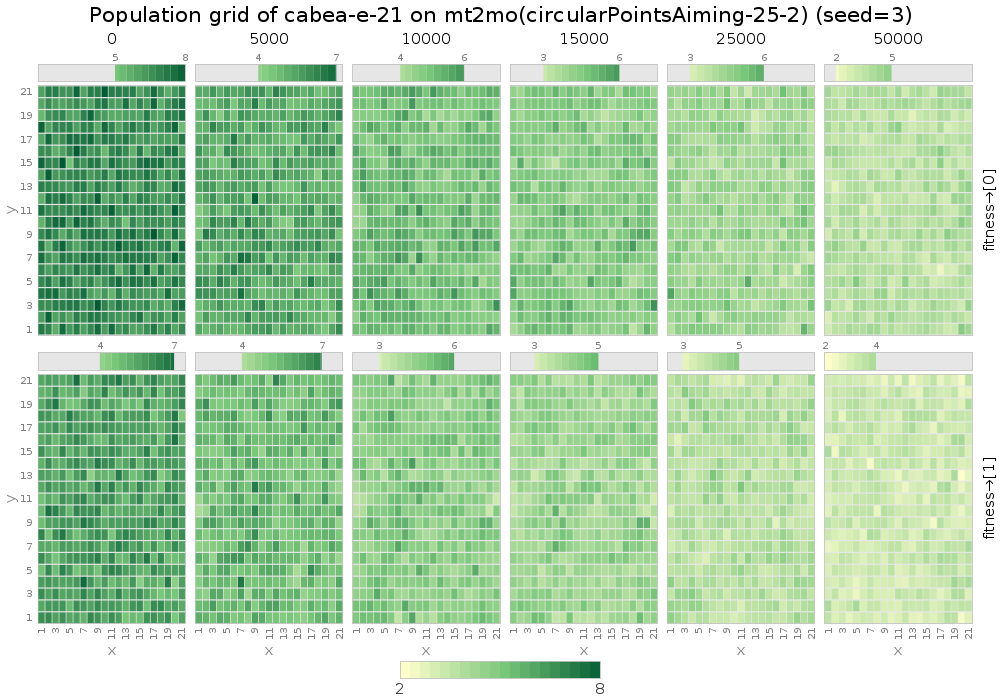 Population grid of cabea-e-21 on mt2mo(circularPointsAiming-25-2) (seed=3)
0 5000 10000 15000 25000 50000
5 8 4 7 4 6 3 6 3 6 2 5
21
19
17
15
13
y 11
9
7
5
3
1
fitness→[0]
4 7 4 7 3 6 3 5 3 5 2 4
21
19
17
15
13
y 11
9
7
5
3
1
fitness→[1]
1 3 5 7 9 11 13 15 17 19 21 1 3 5 7 9 11 13 15 17 19 21 1 3 5 7 9 11 13 15 17 19 21 1 3 5 7 9 11 13 15 17 19 21 1 3 5 7 9 11 13 15 17 19 21 1 3 5 7 9 11 13 15 17 19 21
x x x x x x
2 8